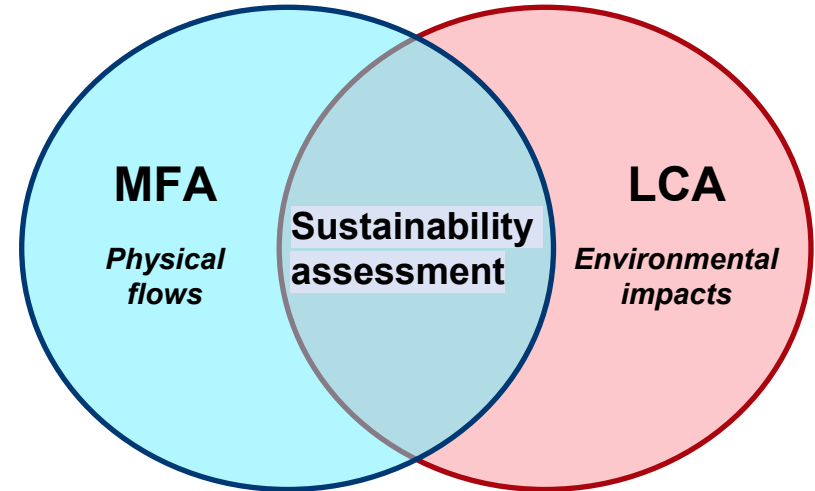 MFA
Physical
flows
Sustainability
assessment
LCA
Environmental
impacts